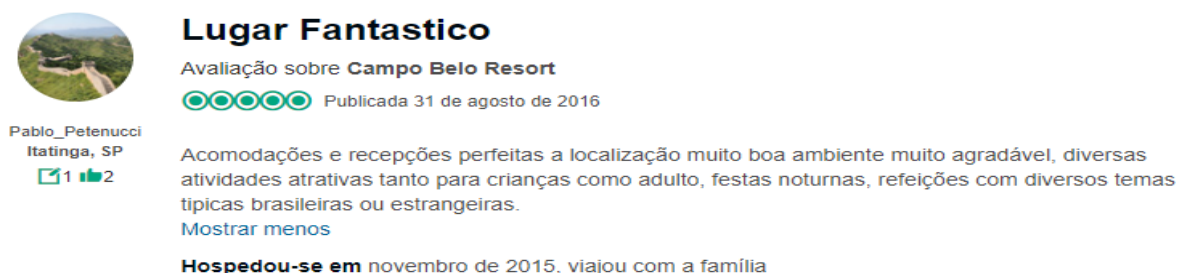 Lugar Fantastico
Avaliação sobre Campo Belo Resort
Publicada 31 de agosto de 2016
Pablo_Petenucci
Itatinga, SP
1 2
Acomodações e recepções perfeitas a localização muito boa ambiente muito agradável, diversas
atividades atrativas tanto para crianças como adulto, festas noturnas, refeições com diversos temas
tipicas brasileiras ou estrangeiras.
Mostrar menos
Hospedou-se em novembro de 2015, viajou com a família